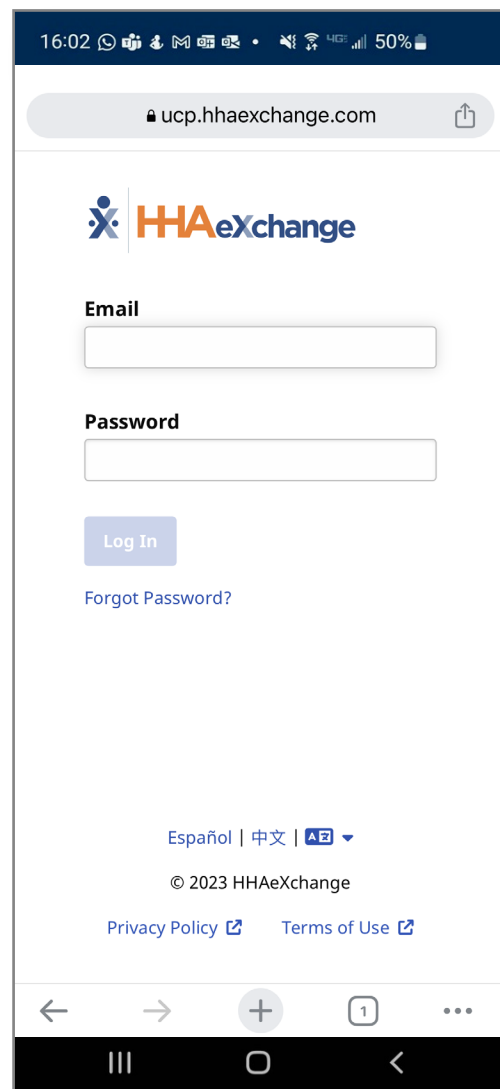 16:02 4GE 50%
ucp.hhaexchange.com
HHAeXchange
Email
Password
Log In
Forgot Password?
Español | 中文 |
© 2023 HHAeXchange
Privacy Policy Terms of Use
1